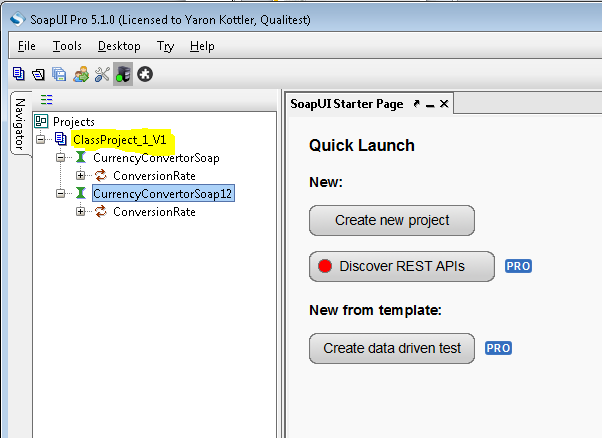 SoapUI Pro 5.1.0 (Licensed to Yaron Kottler, Qualitest)
File Tools Desktop Try Help
Navigator
Projects
ClassProject_1_V1
CurrencyConvertorSoap
ConversionRate
CurrencyConvertorSoap12
ConversionRate
SoapUI Starter Page
Quick Launch
New:
Create new project
Discover REST APIs PRO
New from template:
Create data driven test PRO